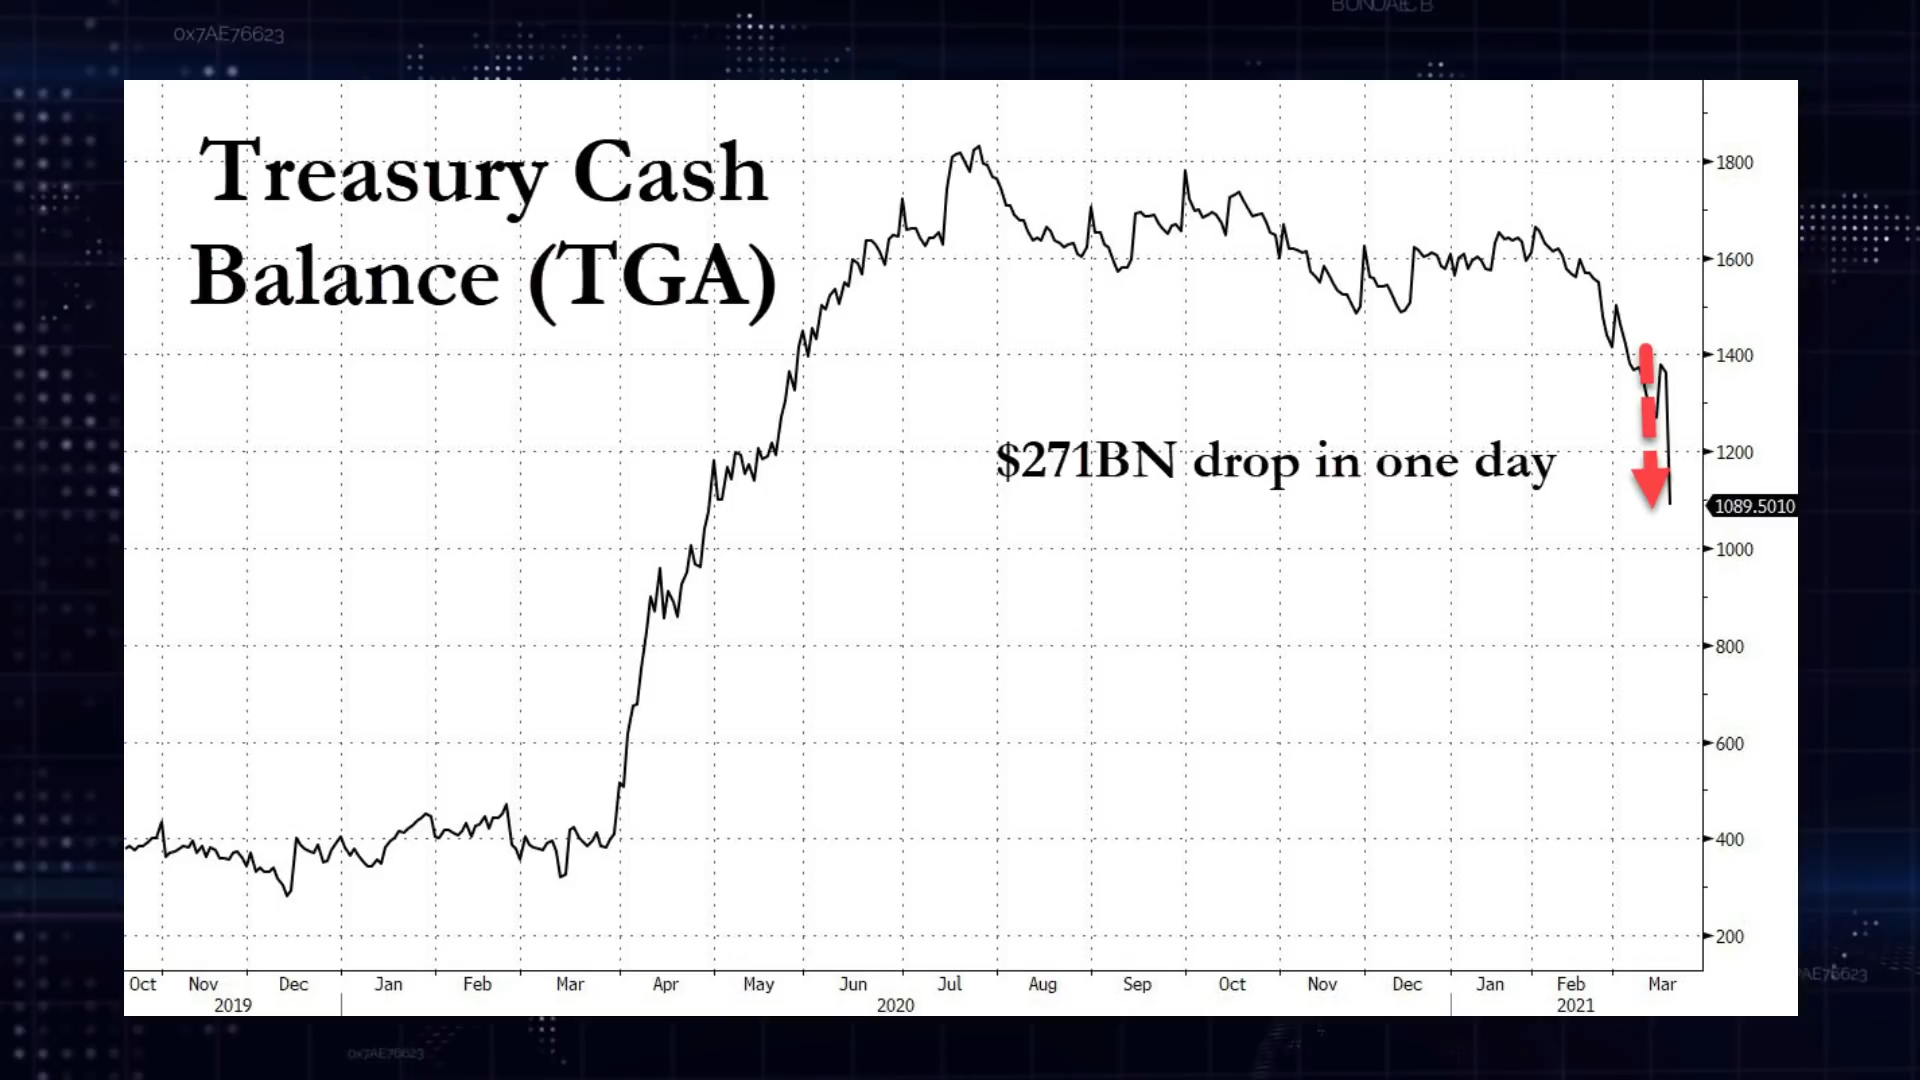 BUNDALEC B
0x7AE76623
Treasury Cash
Balance (TGA)
$271BN drop in one day
1800
1600
1400
1200
1089.5010
1000
800
600
400
200
Oct Nov Dec Jan Feb Mar Apr May Jun Jul Aug Sep Oct Nov Dec Jan Feb Mar
2019 2020 2021
0x7AE76623